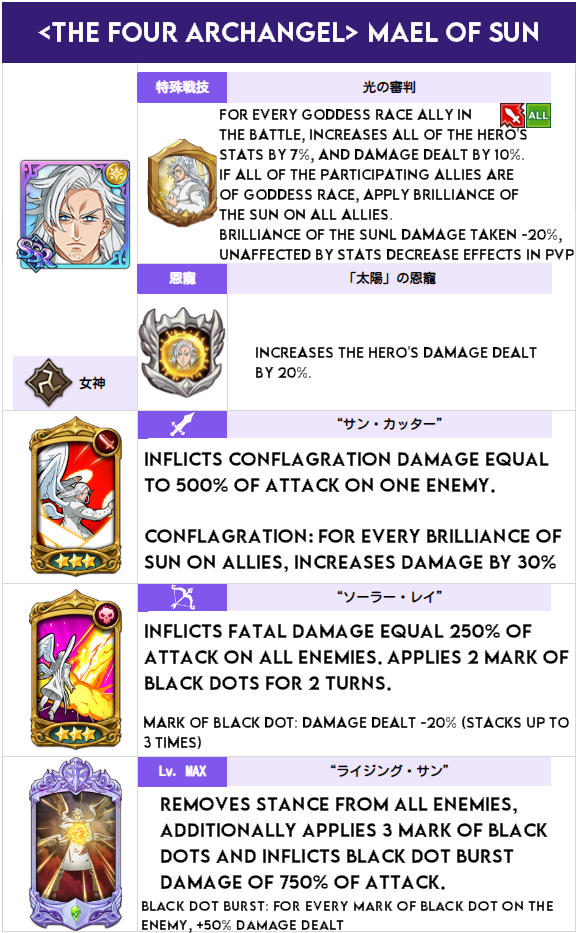 <THE FOUR ARCHANGEL> MAEL OF SUN
特殊戦技
光の審判
ALL
FOR EVERY GODDESS RACE ALLY IN
THE BATTLE, INCREASES ALL OF THE HERO'S
STATS BY 7%, AND DAMAGE DEALT BY 10%.
IF ALL OF THE PARTICIPATING ALLIES ARE
OF GODDESS RACE, APPLY BRILLIANCE OF
THE SUN ON ALL ALLIES.
BRILLIANCE OF THE SUNL DAMAGE TAKEN -20%,
UNAFFECTED BY STATS DECREASE EFFECTS IN PVP
SSR
恩寵
「太陽」の恩寵
INCREASES THE HERO'S DAMAGE DEALT
BY 20%.
女神
“サン・カッター”
INFLICTS CONFLAGRATION DAMAGE EQUAL
TO 500% OF ATTACK ON ONE ENEMY.
CONFLAGRATION: FOR EVERY BRILLIANCE OF
SUN ON ALLIES, INCREASES DAMAGE BY 30%
“ソーラー・レイ”
INFLICTS FATAL DAMAGE EQUAL 250% OF
ATTACK ON ALL ENEMIES. APPLIES 2 MARK OF
BLACK DOTS FOR 2 TURNS.
MARK OF BLACK DOT: DAMAGE DEALT -20% (STACKS UP TO
3 TIMES)
Lv. MAX
“ライジング・サン”
REMOVES STANCE FROM ALL ENEMIES,
ADDITIONALLY APPLIES 3 MARK OF BLACK
DOTS AND INFLICTS BLACK DOT BURST
DAMAGE OF 750% OF ATTACK.
BLACK DOT BURST: FOR EVERY MARK OF BLACK DOT ON THE
ENEMY, +50% DAMAGE DEALT